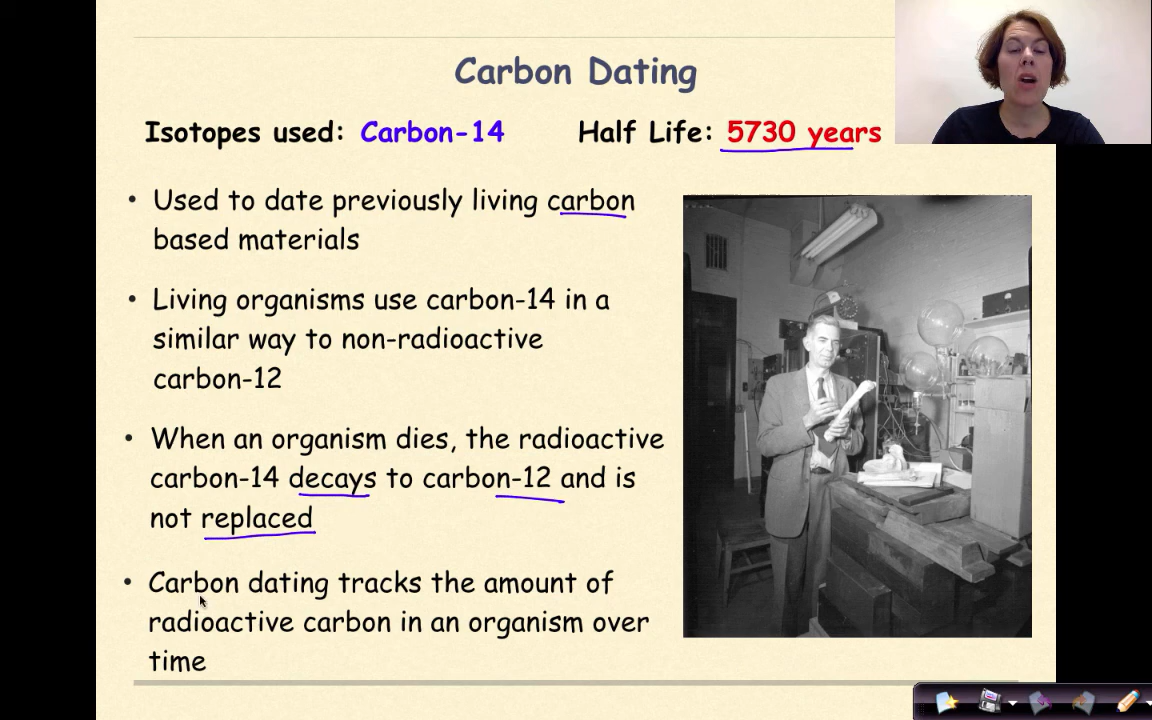 Carbon Dating
Isotopes used: Carbon-14 Half Life: 5730 years
• Used to date previously living carbon
based materials
• Living organisms use carbon-14 in a
similar way to non-radioactive
carbon-12
• When an organism dies, the radioactive
carbon-14 decays to carbon-12 and is
not replaced
• Carbon dating tracks the amount of
radioactive carbon in an organism over
time